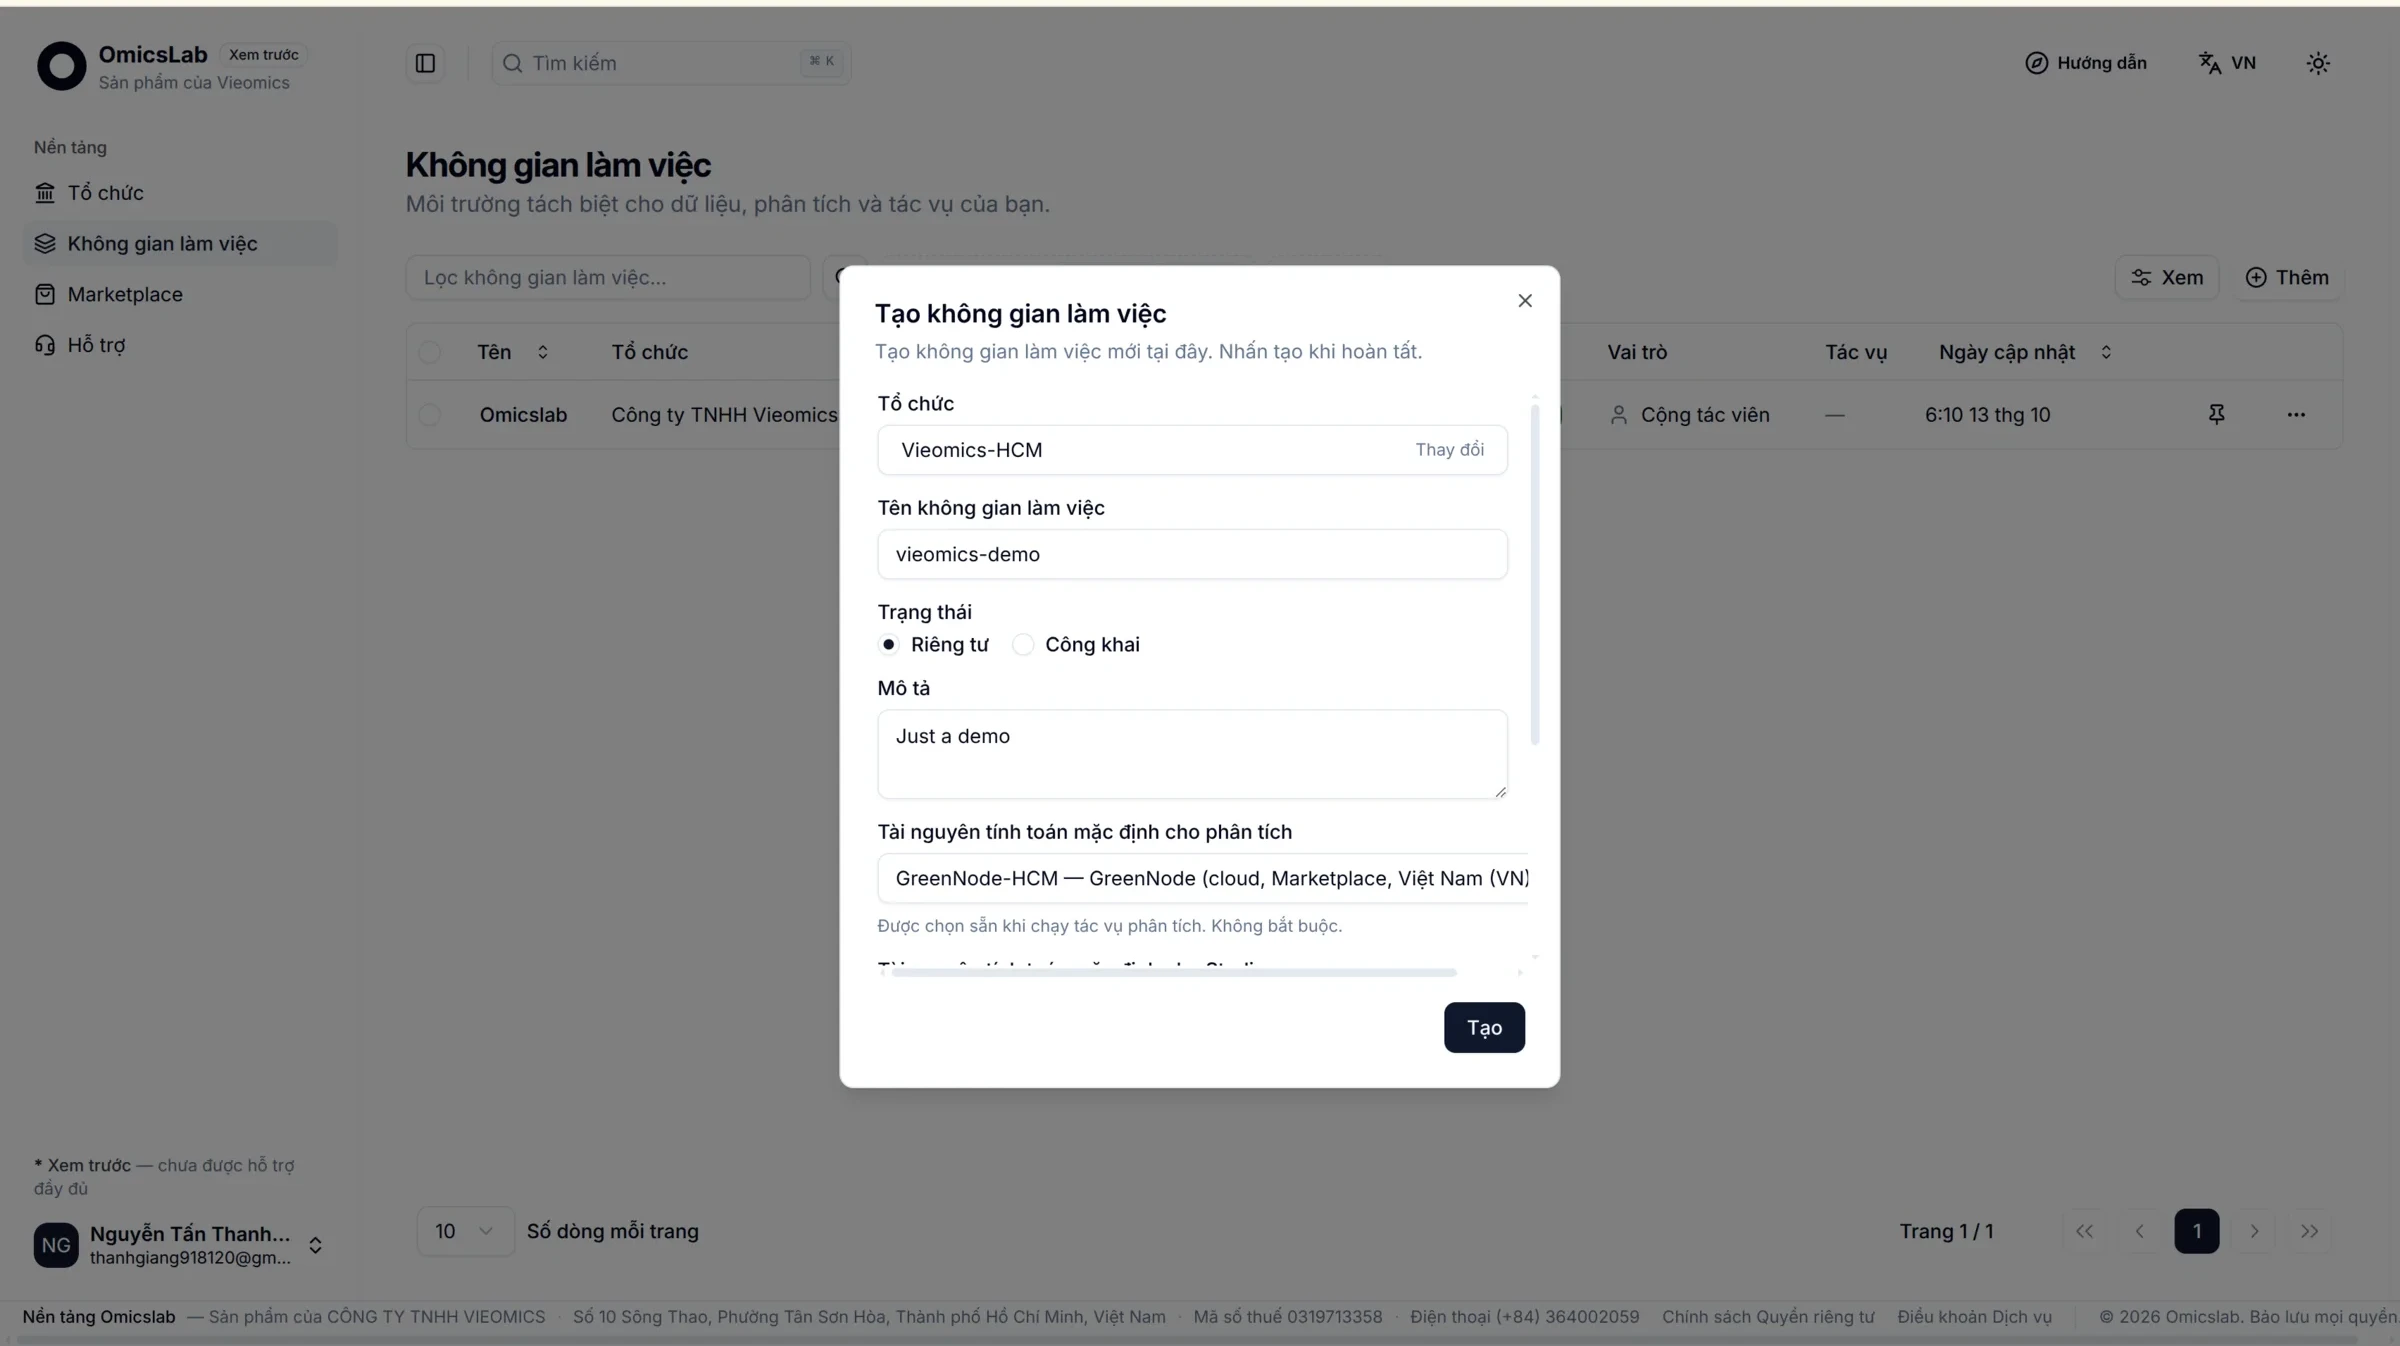 OmicsLab Xem trước
Sản phẩm của Vieomics
Tìm kiếm ⌘ K
Hướng dẫn
VN
Nền tảng
Tổ chức
Không gian làm việc
Marketplace
Hỗ trợ
Không gian làm việc
Môi trường tách biệt cho dữ liệu, phân tích và tác vụ của bạn.
Lọc không gian làm việc...
Xem
Thêm
Tên
Tổ chức
Vai trò
Tác vụ
Ngày cập nhật
Omicslab
Công ty TNHH Vieomics
Cộng tác viên
—
6:10 13 thg 10
Tạo không gian làm việc
Tạo không gian làm việc mới tại đây. Nhấn tạo khi hoàn tất.
Tổ chức
Vieomics-HCM Thay đổi
Tên không gian làm việc
vieomics-demo
Trạng thái
Riêng tư Công khai
Mô tả
Just a demo
Tài nguyên tính toán mặc định cho phân tích
GreenNode-HCM — GreenNode (cloud, Marketplace, Việt Nam (VN)
Được chọn sẵn khi chạy tác vụ phân tích. Không bắt buộc.
Tạo
* Xem trước — chưa được hỗ trợ
đầy đủ
NG
Nguyễn Tấn Thanh...
thanhgiang918120@gm...
10 Số dòng mỗi trang
Trang 1 / 1
1
Nền tảng Omicslab — Sản phẩm của CÔNG TY TNHH VIEOMICS · Số 10 Sông Thao, Phường Tân Sơn Hòa, Thành phố Hồ Chí Minh, Việt Nam · Mã số thuế 0319713358 · Điện thoại (+84) 364002059 Chính sách Quyền riêng tư Điều khoản Dịch vụ © 2026 Omicslab. Bảo lưu mọi quyền.